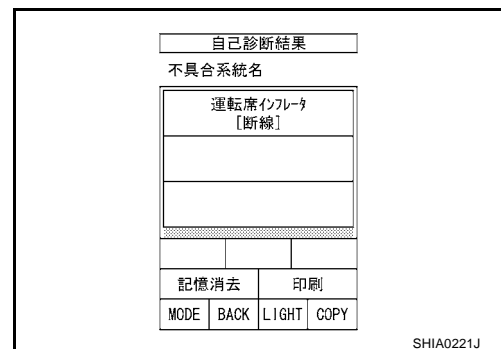 自己診断結果
不具合系統名
運転席ｲﾝﾌﾚｰﾀ
[断線]
記憶消去 印刷
MODE BACK LIGHT COPY
SHIA0221J